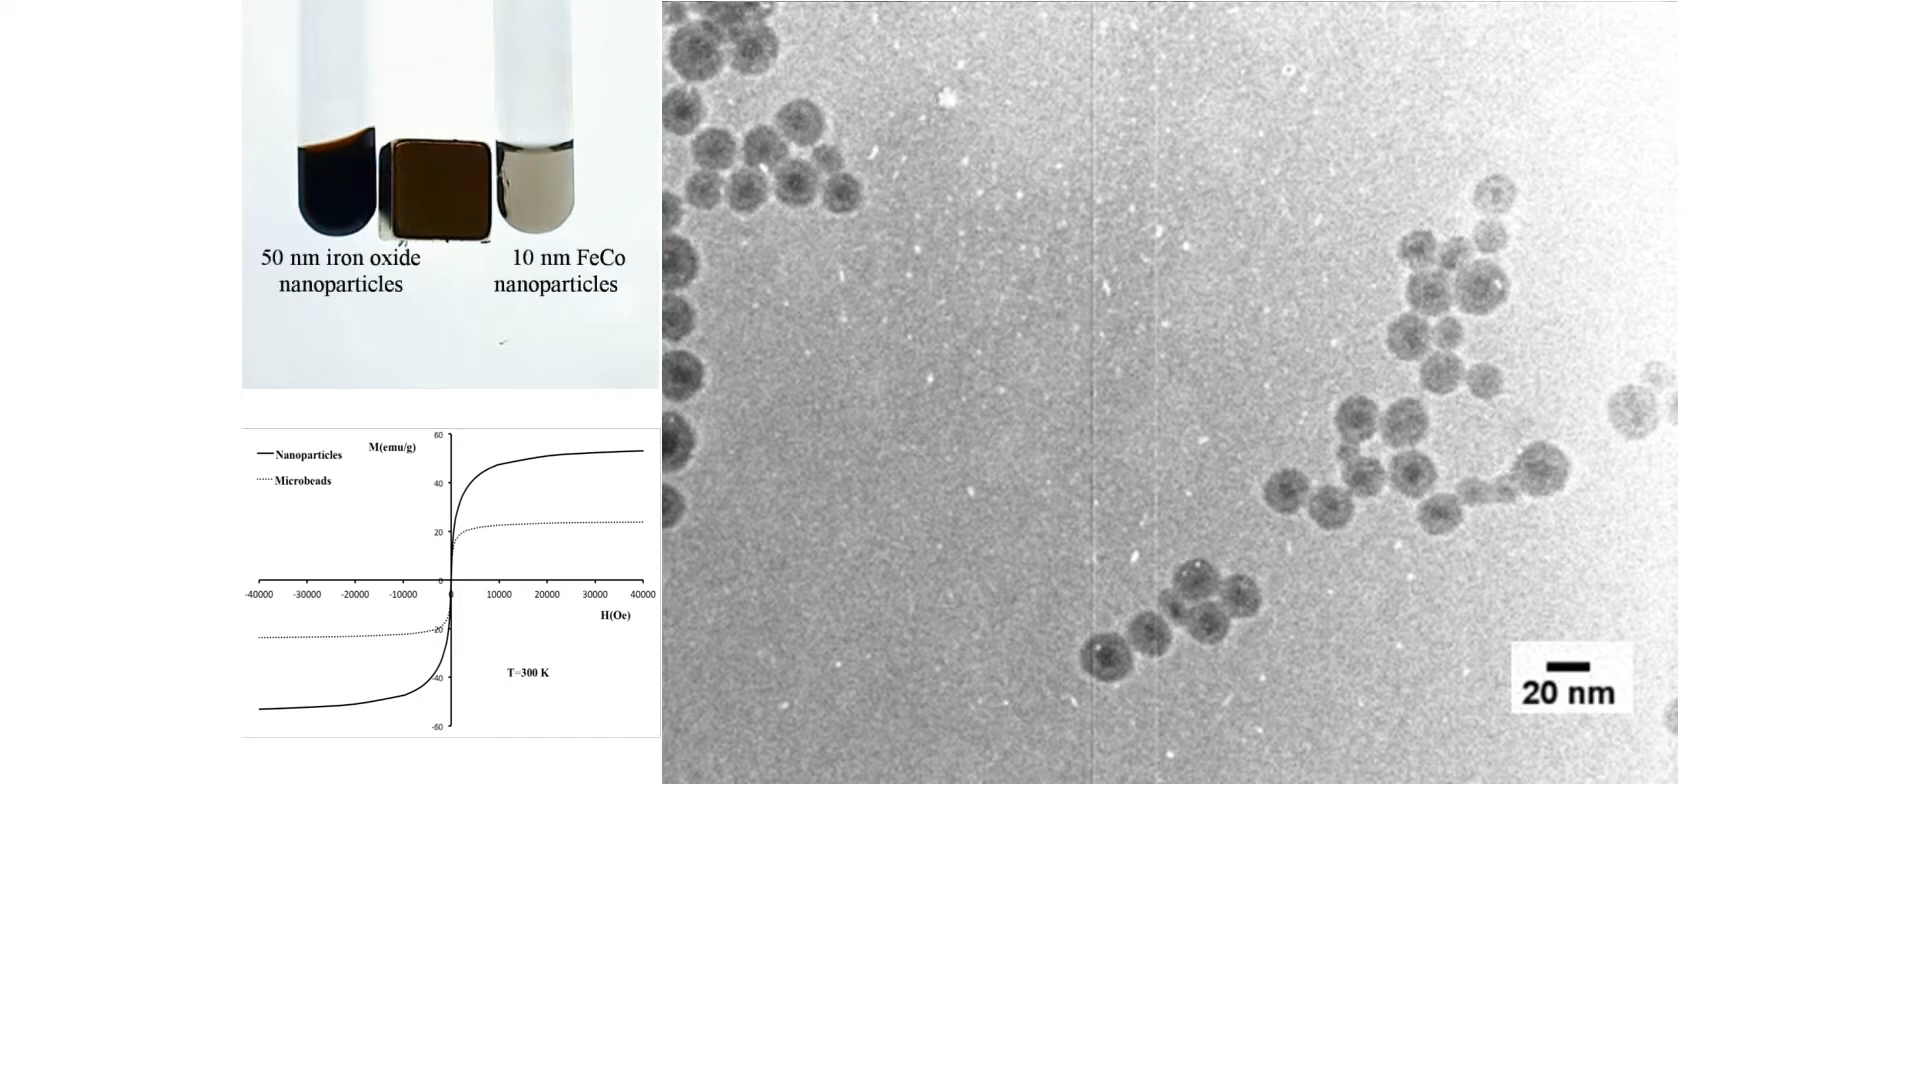 50 nm iron oxide
nanoparticles
10 nm FeCo
nanoparticles
Nanoparticles
Microbeads
M(emu/g)
60
40
20
0
-20
-40
-60
-40000 -30000 -20000 -10000 0 10000 20000 30000 40000
H(Oe)
T=300 K
20 nm